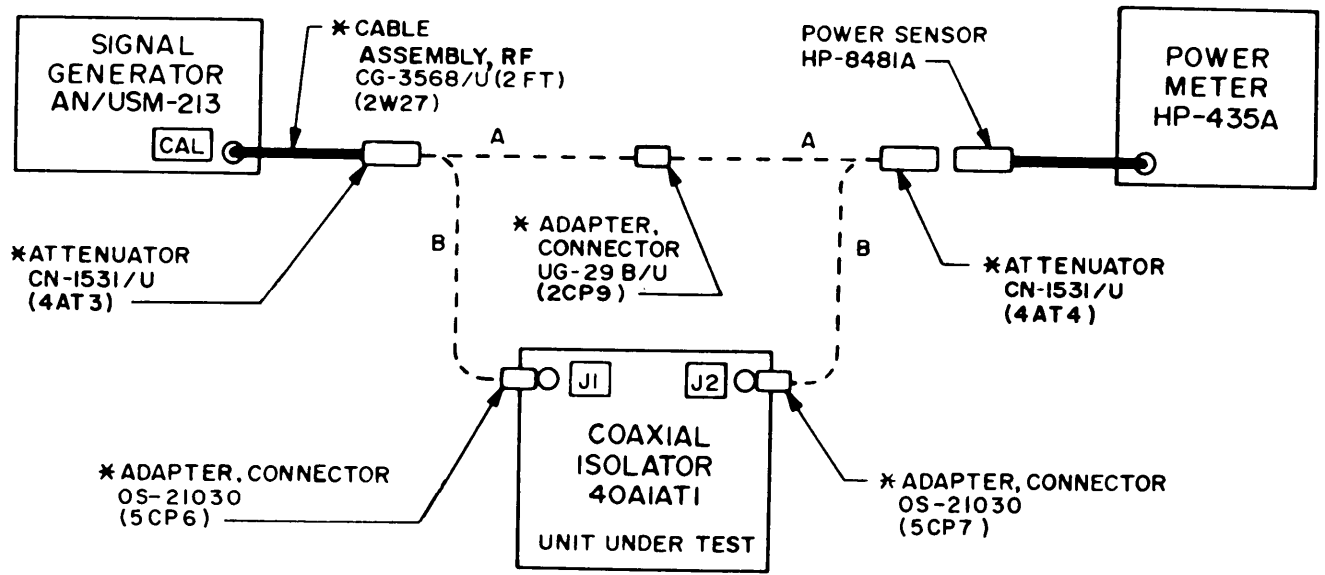 SIGNAL
GENERATOR
AN/USM-213
CAL
* CABLE
ASSEMBLY, RF
CG-3568/U (2 FT)
(2W27)
POWER SENSOR
HP-8481A
POWER
METER
HP-435A
A
A
B
B
* ATTENUATOR
CN-1531/U
(4AT3)
* ADAPTER,
CONNECTOR
UG-29 B/U
(2CP9)
* ATTENUATOR
CN-1531/U
(4AT4)
J1
J2
COAXIAL
ISOLATOR
40A1AT1
UNIT UNDER TEST
* ADAPTER, CONNECTOR
OS-21030
(5CP6)
* ADAPTER, CONNECTOR
OS-21030
(5CP7)